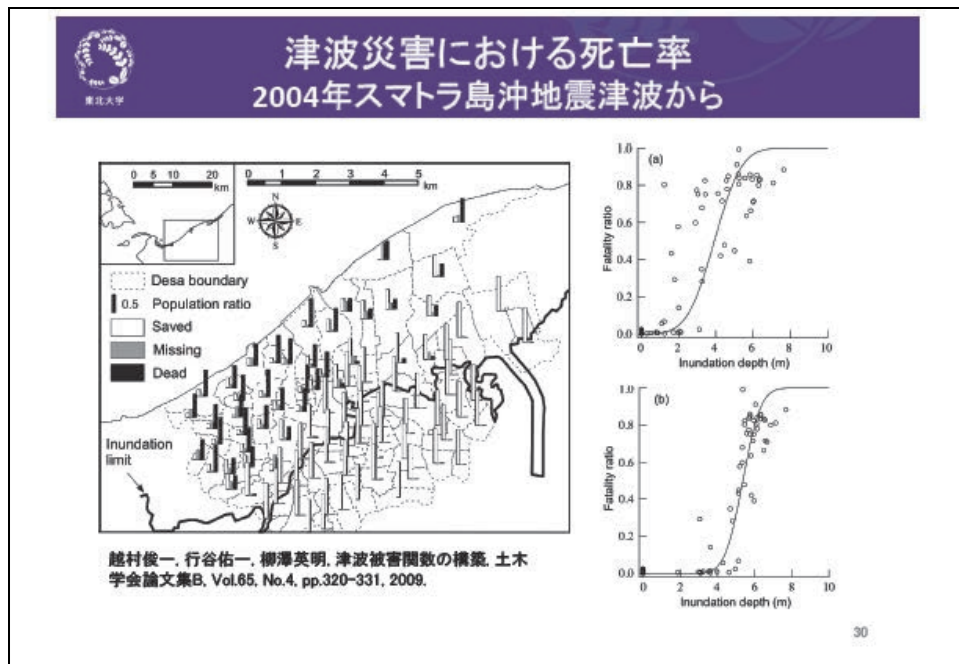 東北大学
津波災害における死亡率
2004年スマトラ島沖地震津波から
0 5 10 20
km
0 1 2 3 4 5
km
N
W E
S
Desa boundary
0.5 Population ratio
Saved
Missing
Dead
Inundation
limit
(a)
Fatality ratio
1.0
0.8
0.6
0.4
0.2
0.0
0 2 4 6 8 10
Inundation depth (m)
(b)
Fatality ratio
1.0
0.8
0.6
0.4
0.2
0.0
0 2 4 6 8 10
Inundation depth (m)
越村俊一, 行谷佑一, 柳澤英明, 津波被害関数の構築, 土木
学会論文集B, Vol.65, No.4, pp.320-331, 2009.
30